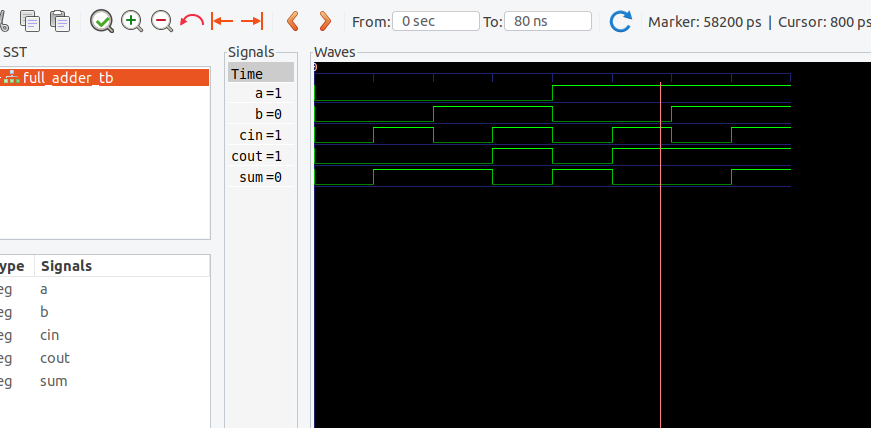 From: 0 sec To: 80 ns Marker: 58200 ps | Cursor: 800 ps
SST
full_adder_tb
ype Signals
eg a
eg b
eg cin
eg cout
eg sum
Signals
Time
a=1
b=0
cin=1
cout=1
sum=0
Waves
0